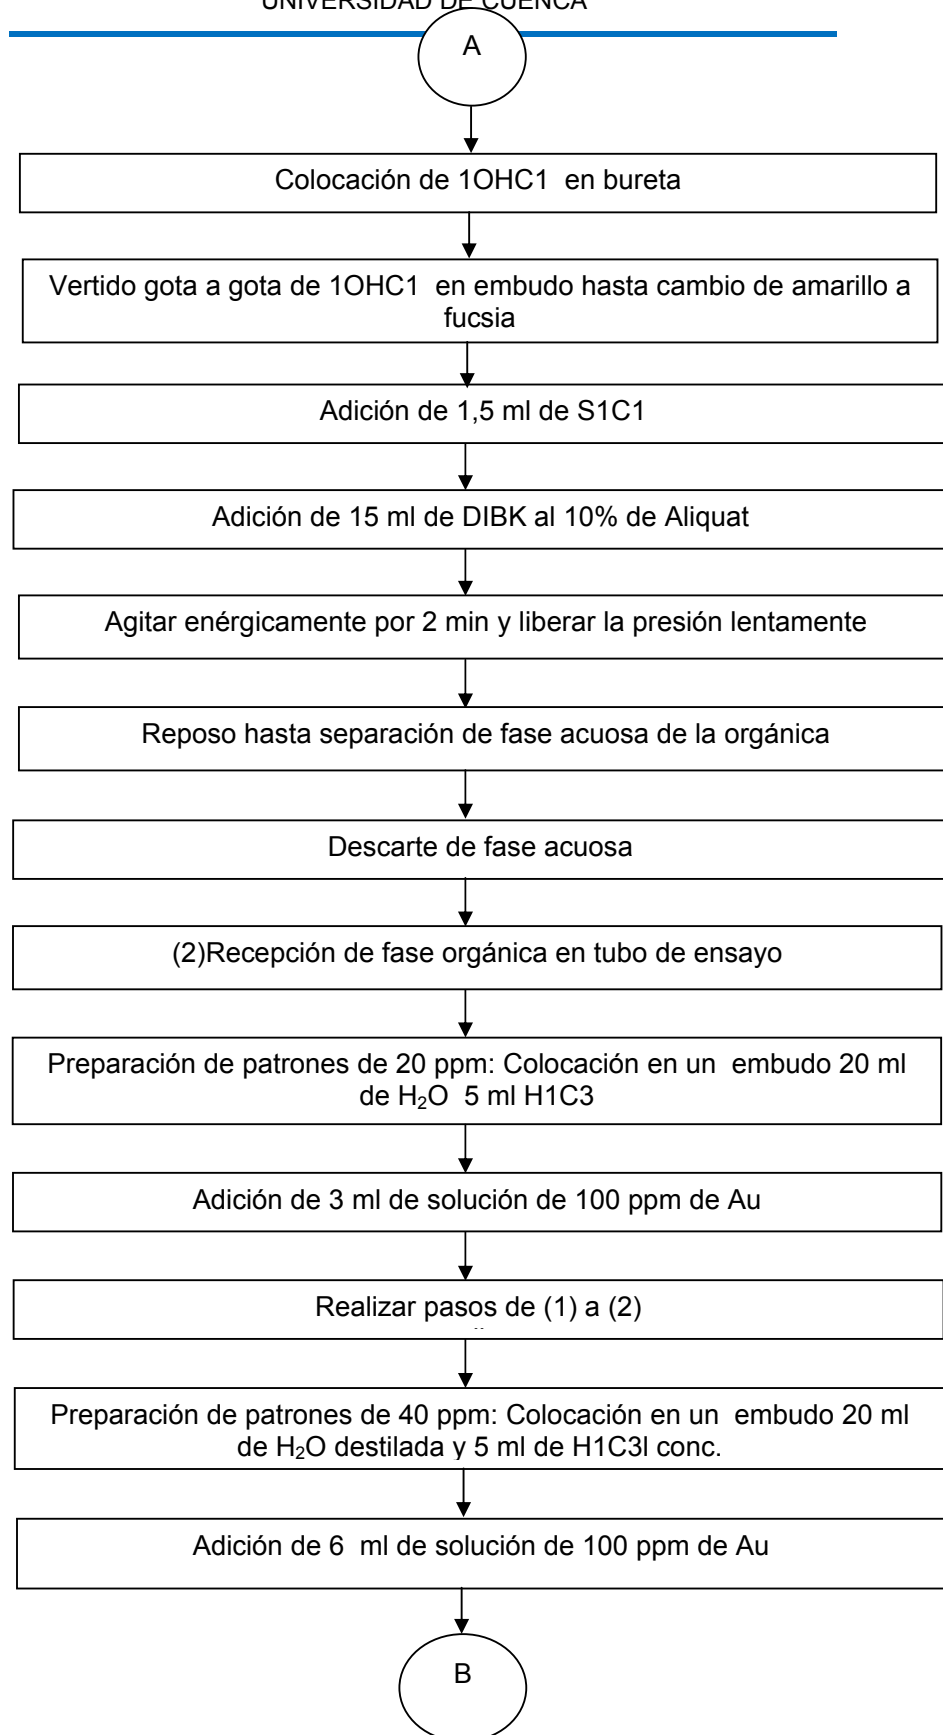 UNIVERSIDAD DE CUENCA
A
Colocación de 1OHC1 en bureta
Vertido gota a gota de 1OHC1 en embudo hasta cambio de amarillo a
fucsia
Adición de 1,5 ml de S1C1
Adición de 15 ml de DIBK al 10% de Aliquat
Agitar enérgicamente por 2 min y liberar la presión lentamente
Reposo hasta separación de fase acuosa de la orgánica
Descarte de fase acuosa
(2)Recepción de fase orgánica en tubo de ensayo
Preparación de patrones de 20 ppm: Colocación en un embudo 20 ml
de H₂O 5 ml H1C3
Adición de 3 ml de solución de 100 ppm de Au
Realizar pasos de (1) a (2)
Preparación de patrones de 40 ppm: Colocación en un embudo 20 ml
de H₂O destilada y 5 ml de H1C3l conc.
Adición de 6 ml de solución de 100 ppm de Au
B